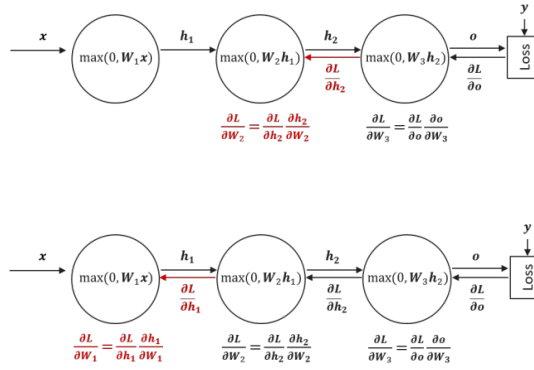 y
x h₁ h₂ o
max(0, W₁x) max(0, W₂h₁) max(0, W₃h₂) Loss
∂L/∂h₂ ∂L/∂o
∂L/∂W₂ = ∂L/∂h₂ ∂h₂/∂W₂ ∂L/∂W₃ = ∂L/∂o ∂o/∂W₃
y
x h₁ h₂ o
max(0, W₁x) max(0, W₂h₁) max(0, W₃h₂) Loss
∂L/∂h₁ ∂L/∂h₂ ∂L/∂o
∂L/∂W₁ = ∂L/∂h₁ ∂h₁/∂W₁ ∂L/∂W₂ = ∂L/∂h₂ ∂h₂/∂W₂ ∂L/∂W₃ = ∂L/∂o ∂o/∂W₃